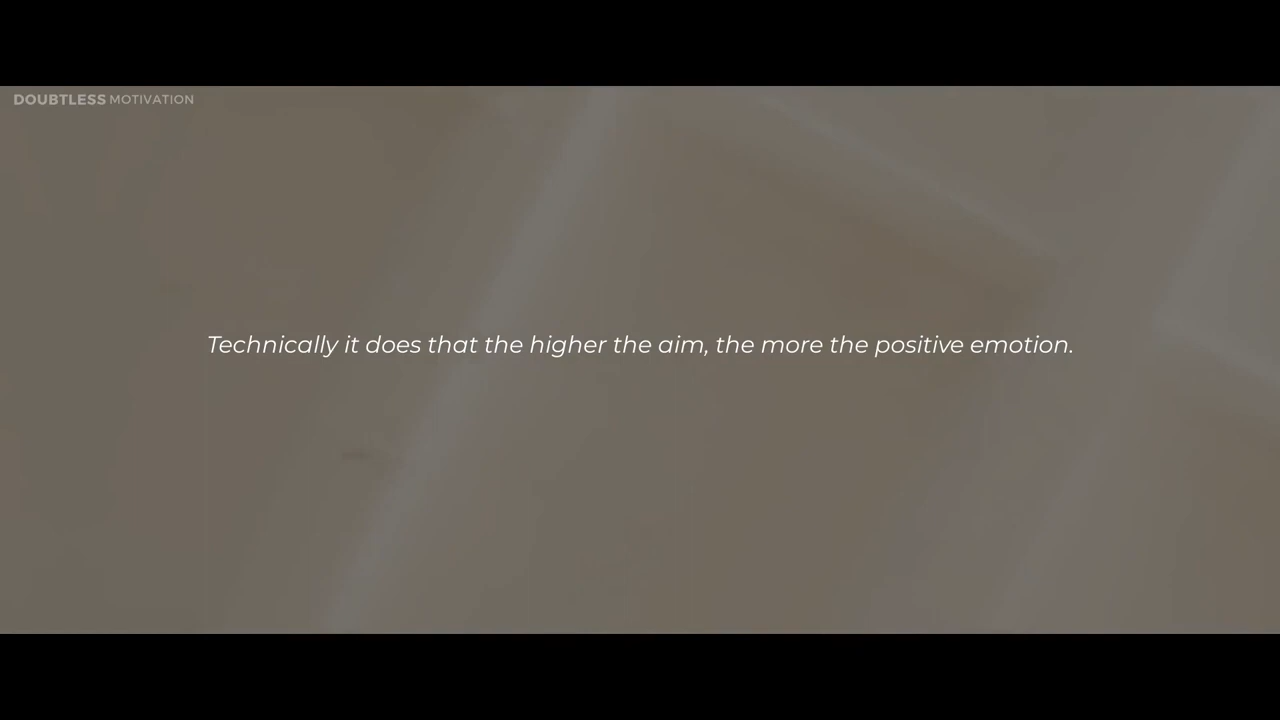 DOUBTLESS MOTIVATION
Technically it does that the higher the aim, the more the positive emotion.